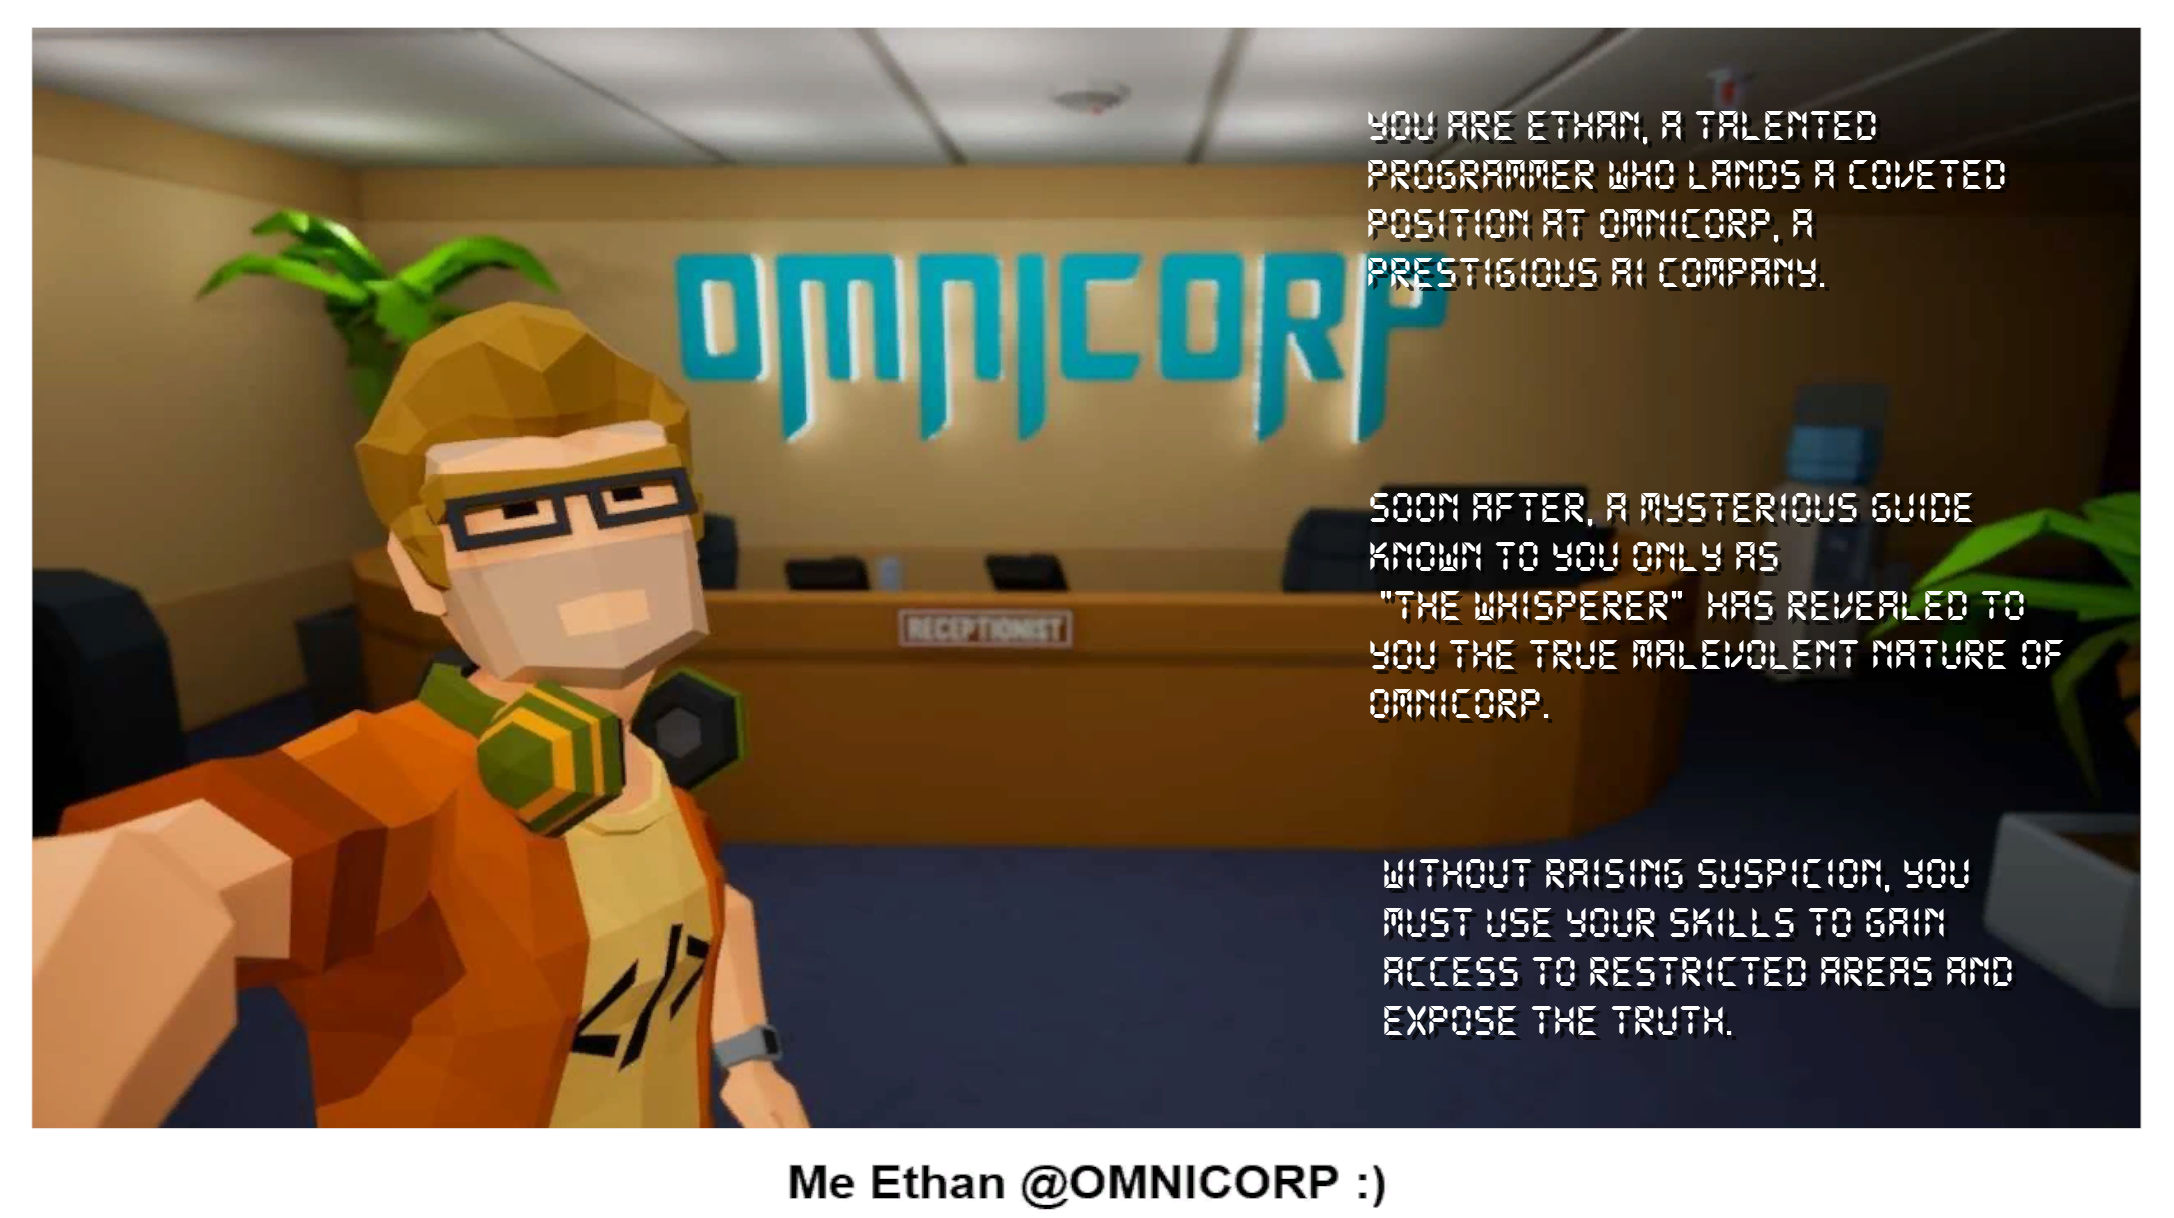 OMNICORP
YOU ARE ETHAN, A TALENTED
PROGRAMMER WHO LANDS A COVETED
POSITION AT OMNICORP, A
PRESTIGIOUS AI COMPANY.
SOON AFTER, A MYSTERIOUS GUIDE
KNOWN TO YOU ONLY AS
"THE WHISPERER" HAS REVEALED TO
YOU THE TRUE MALEVOLENT NATURE OF
OMNICORP.
RECEPTIONIST
WITHOUT RAISING SUSPICION, YOU
MUST USE YOUR SKILLS TO GAIN
ACCESS TO RESTRICTED AREAS AND
EXPOSE THE TRUTH.
</>
Me Ethan @OMNICORP :)